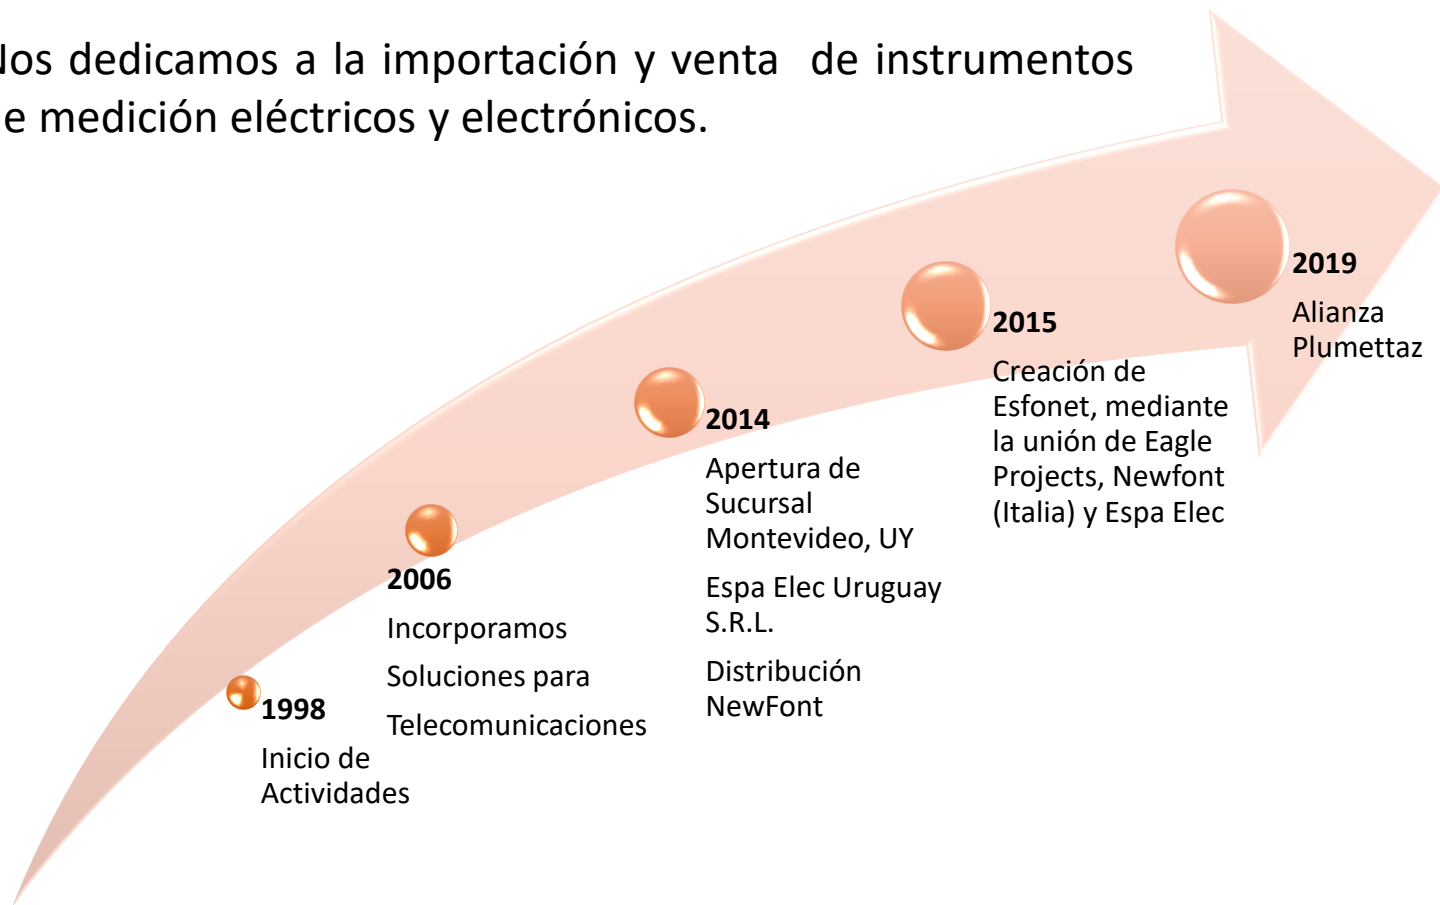 Nos dedicamos a la importación y venta de instrumentos
e medición eléctricos y electrónicos.
2019
Alianza
Plumettaz
2015
Creación de
Esfonet, mediante
la unión de Eagle
Projects, Newfont
(Italia) y Espa Elec
2014
Apertura de
Sucursal
Montevideo, UY
Espa Elec Uruguay
S.R.L.
Distribución
NewFont
2006
Incorporamos
Soluciones para
Telecomunicaciones
1998
Inicio de
Actividades